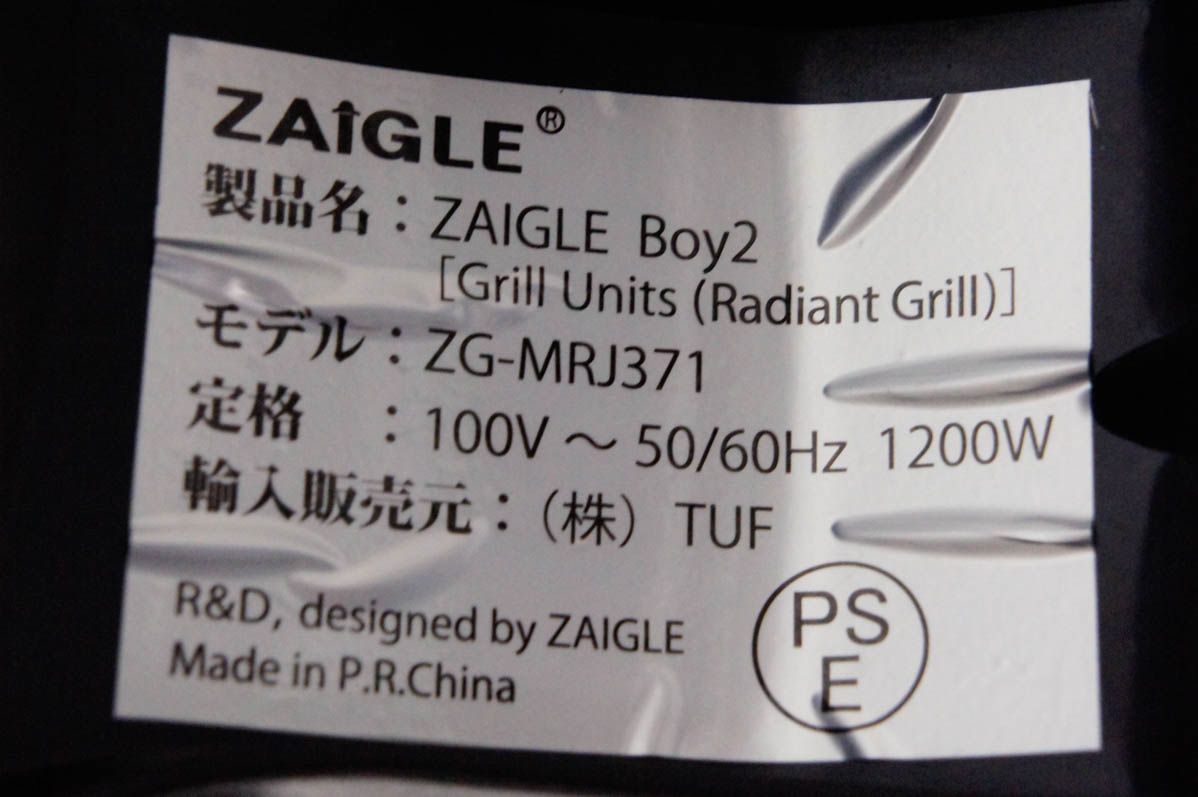 ZAIGLE®
製品名：ZAIGLE Boy2
[Grill Units (Radiant Grill)]
モデル：ZG-MRJ371
定格　：100V～50/60Hz 1200W
輸入販売元：（株）TUF
R&D, designed by ZAIGLE
Made in P.R.China
PS
E